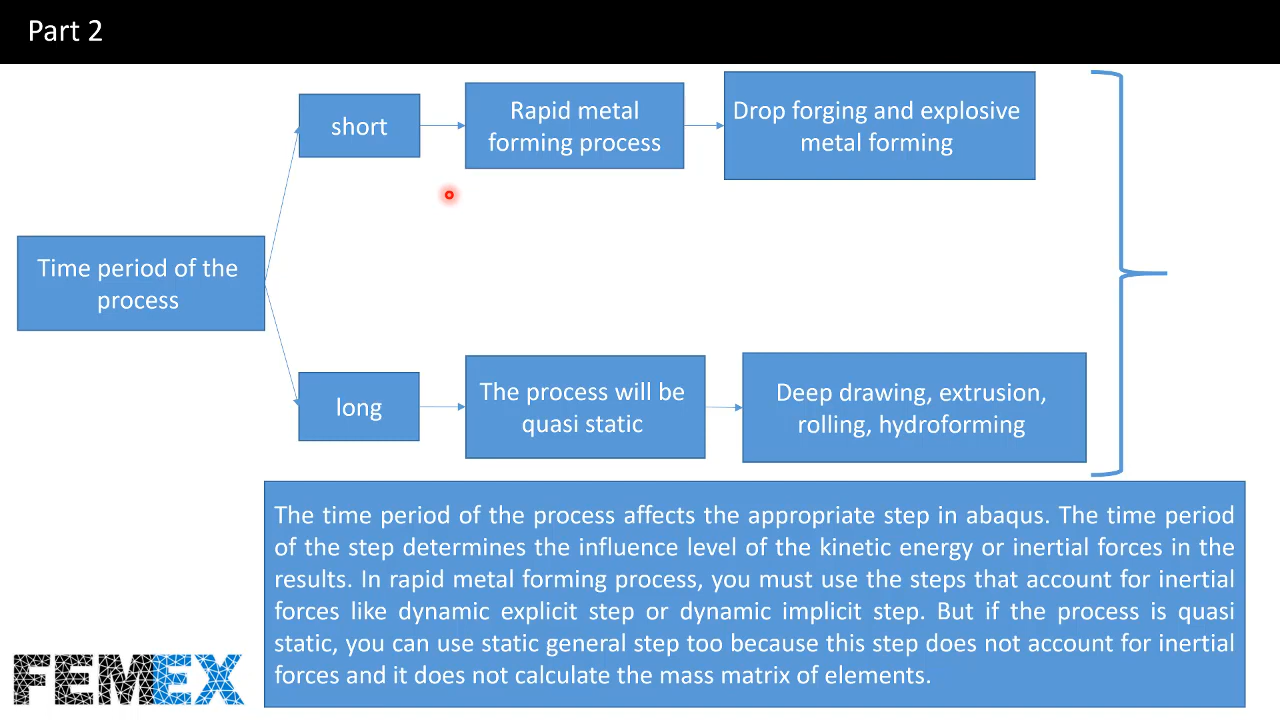 Part 2
short
Rapid metal
forming process
Drop forging and explosive
metal forming
Time period of the
process
long
The process will be
quasi static
Deep drawing, extrusion,
rolling, hydroforming
The time period of the process affects the appropriate step in abaqus. The time period
of the step determines the influence level of the kinetic energy or inertial forces in the
results. In rapid metal forming process, you must use the steps that account for inertial
forces like dynamic explicit step or dynamic implicit step. But if the process is quasi
static, you can use static general step too because this step does not account for inertial
forces and it does not calculate the mass matrix of elements.
FEMEX